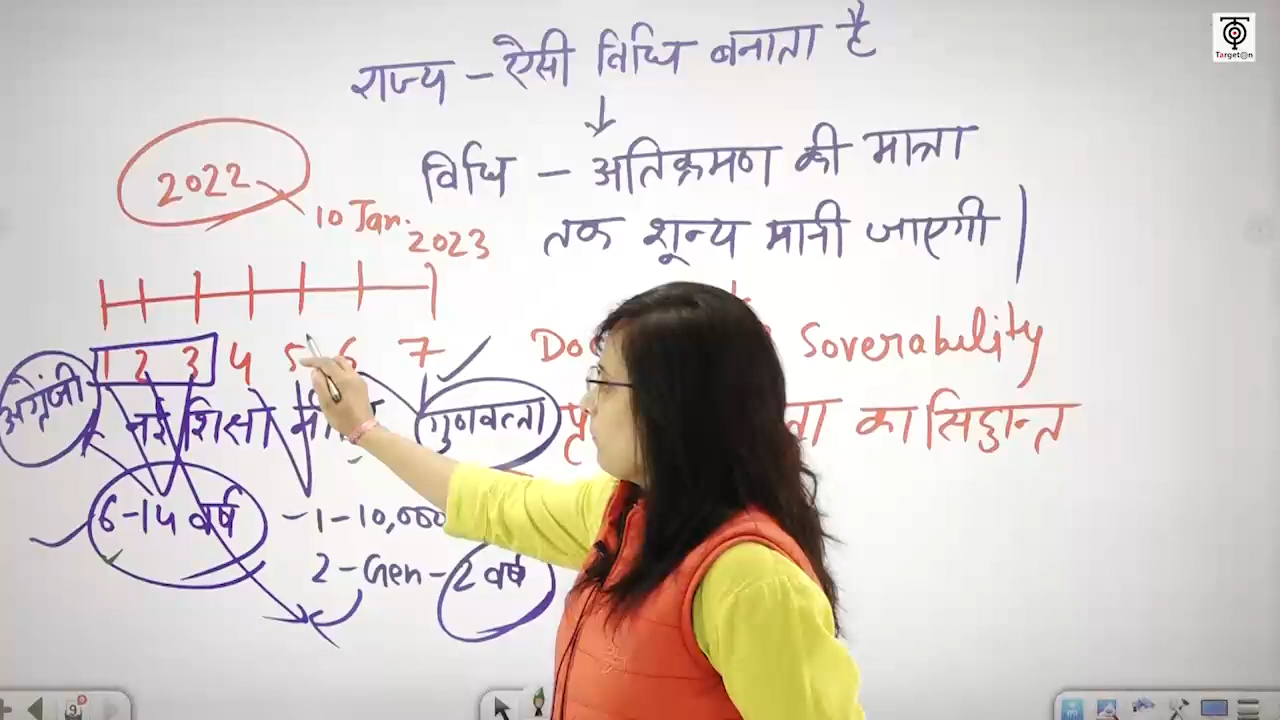 राज्य - ऐसी विधि बनाता है
विधि - अतिक्रमण की मात्रा
तक शून्य मानी जाएगी |
2022
10 Jan. 2023
1 2 3 4 5 6 7
Soverability
का सिद्धान्त
अंग्रेजी
नई शिक्षा
गुणवत्ता
6-14 वर्ष
- 1 - 10,000
2 - Gen - 2 वर्ष
Target@n